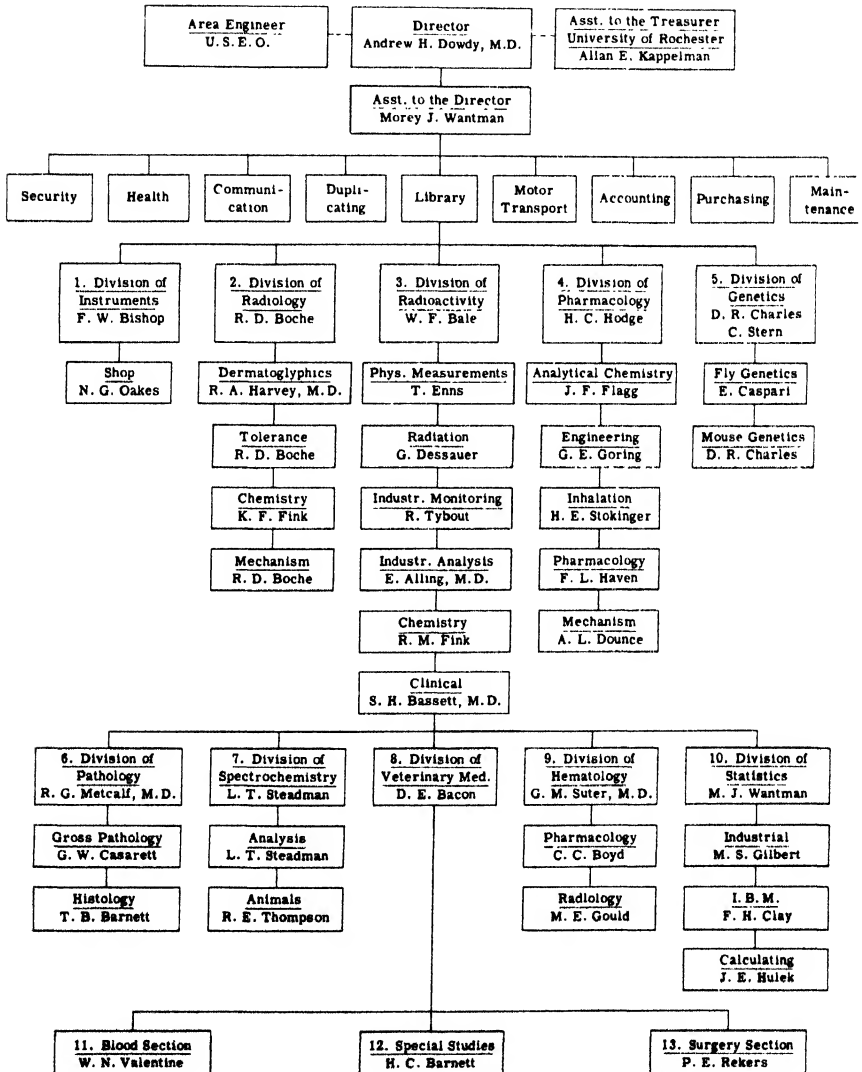 Area Engineer
U.S.E.O.
Director
Andrew H. Dowdy, M.D.
Asst. to the Treasurer
University of Rochester
Allan E. Kappelman
Asst. to the Director
Morey J. Wantman
Security
Health
Communi-
cation
Dupli-
cating
Library
Motor
Transport
Accounting
Purchasing
Main-
tenance
1. Division of
Instruments
F. W. Bishop
2. Division of
Radiology
R. D. Boche
3. Division of
Radioactivity
W. F. Bale
4. Division of
Pharmacology
H. C. Hodge
5. Division of
Genetics
D. R. Charles
C. Stern
Shop
N. G. Oakes
Dermatoglyphics
R. A. Harvey, M.D.
Phys. Measurements
T. Enns
Analytical Chemistry
J. F. Flagg
Fly Genetics
E. Caspari
Tolerance
R. D. Boche
Radiation
G. Dessauer
Engineering
G. E. Goring
Mouse Genetics
D. R. Charles
Chemistry
K. F. Fink
Industr. Monitoring
R. Tybout
Inhalation
H. E. Stokinger
Mechanism
R. D. Boche
Industr. Analysis
E. Alling, M.D.
Pharmacology
F. L. Haven
Chemistry
R. M. Fink
Mechanism
A. L. Dounce
Clinical
S. H. Bassett, M.D.
6. Division of
Pathology
R. G. Metcalf, M.D.
7. Division of
Spectrochemistry
L. T. Steadman
8. Division of
Veterinary Med.
D. E. Bacon
9. Division of
Hematology
G. M. Suter, M.D.
10. Division of
Statistics
M. J. Wantman
Gross Pathology
G. W. Casarett
Analysis
L. T. Steadman
Pharmacology
C. C. Boyd
Industrial
M. S. Gilbert
Histology
T. B. Barnett
Animals
R. E. Thompson
Radiology
M. E. Gould
I.B.M.
F. H. Clay
Calculating
J. E. Hulek
11. Blood Section
W. N. Valentine
12. Special Studies
H. C. Barnett
13. Surgery Section
P. E. Rekers